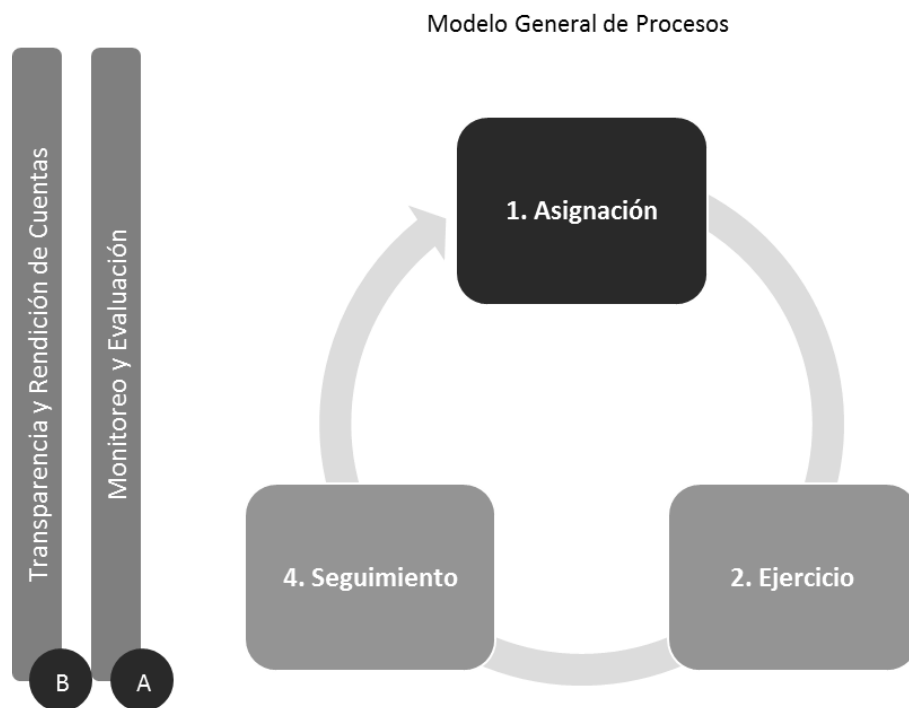 Modelo General de Procesos
Transparencia y Rendición de Cuentas
Monitoreo y Evaluación
1. Asignación
4. Seguimiento
2. Ejercicio
B
A